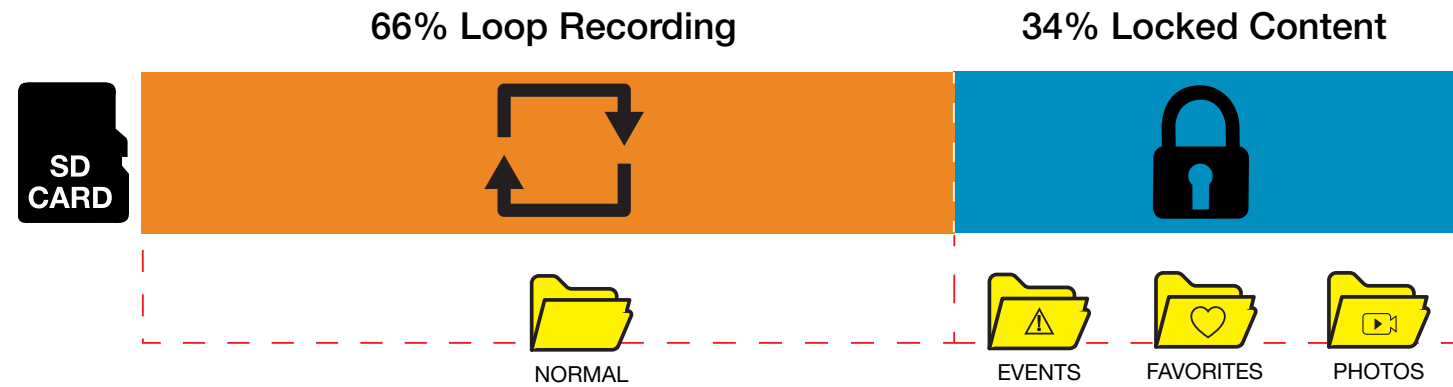 66% Loop Recording
34% Locked Content
SD
CARD
NORMAL
EVENTS
FAVORITES
PHOTOS